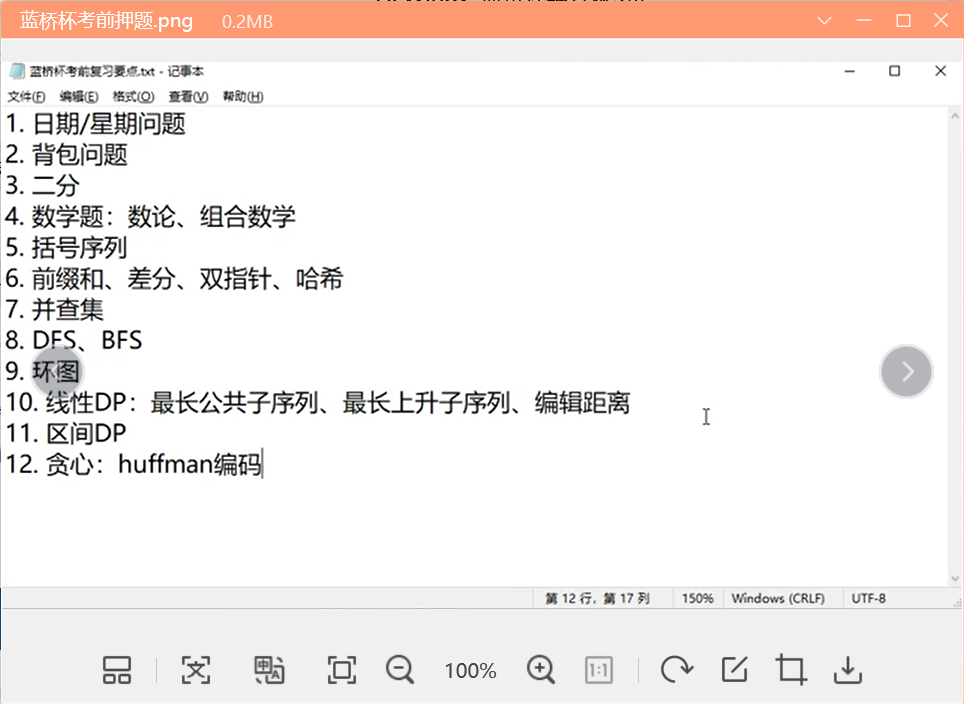 蓝桥杯考前押题.png 0.2MB
蓝桥杯考前复习要点.txt - 记事本
文件(F) 编辑(E) 格式(O) 查看(V) 帮助(H)
1. 日期/星期问题
2. 背包问题
3. 二分
4. 数学题：数论、组合数学
5. 括号序列
6. 前缀和、差分、双指针、哈希
7. 并查集
8. DFS、BFS
9. 环图
10. 线性DP：最长公共子序列、最长上升子序列、编辑距离
11. 区间DP
12. 贪心：huffman编码
第 12 行，第 17 列 150% Windows (CRLF) UTF-8
100% 1:1